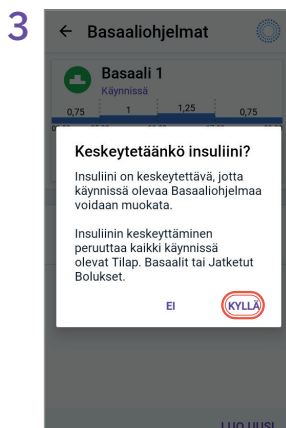 3
Basaaliohjelmat
Basaali 1
Käynnissä
0,75 1 1,25 0,75
Keskeytetäänkö insuliini?
Insuliini on keskeytettävä, jotta
käynnissä olevaa Basaaliohjelmaa
voidaan muokata.
Insuliinin keskeyttäminen
peruuttaa kaikki käynnissä
olevat Tilap. Basaalit tai Jatketut
Bolukset.
EI KYLLÄ
LUO UUSI